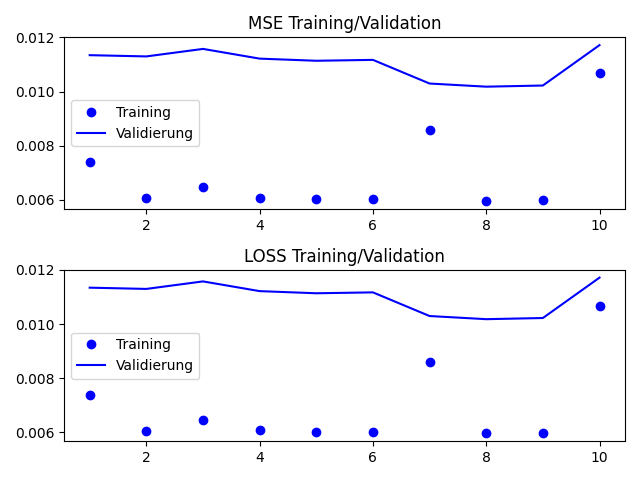 MSE Training/Validation
0.012
0.010
0.008
0.006
Training
Validierung
2 4 6 8 10
LOSS Training/Validation
0.012
0.010
0.008
0.006
Training
Validierung
2 4 6 8 10